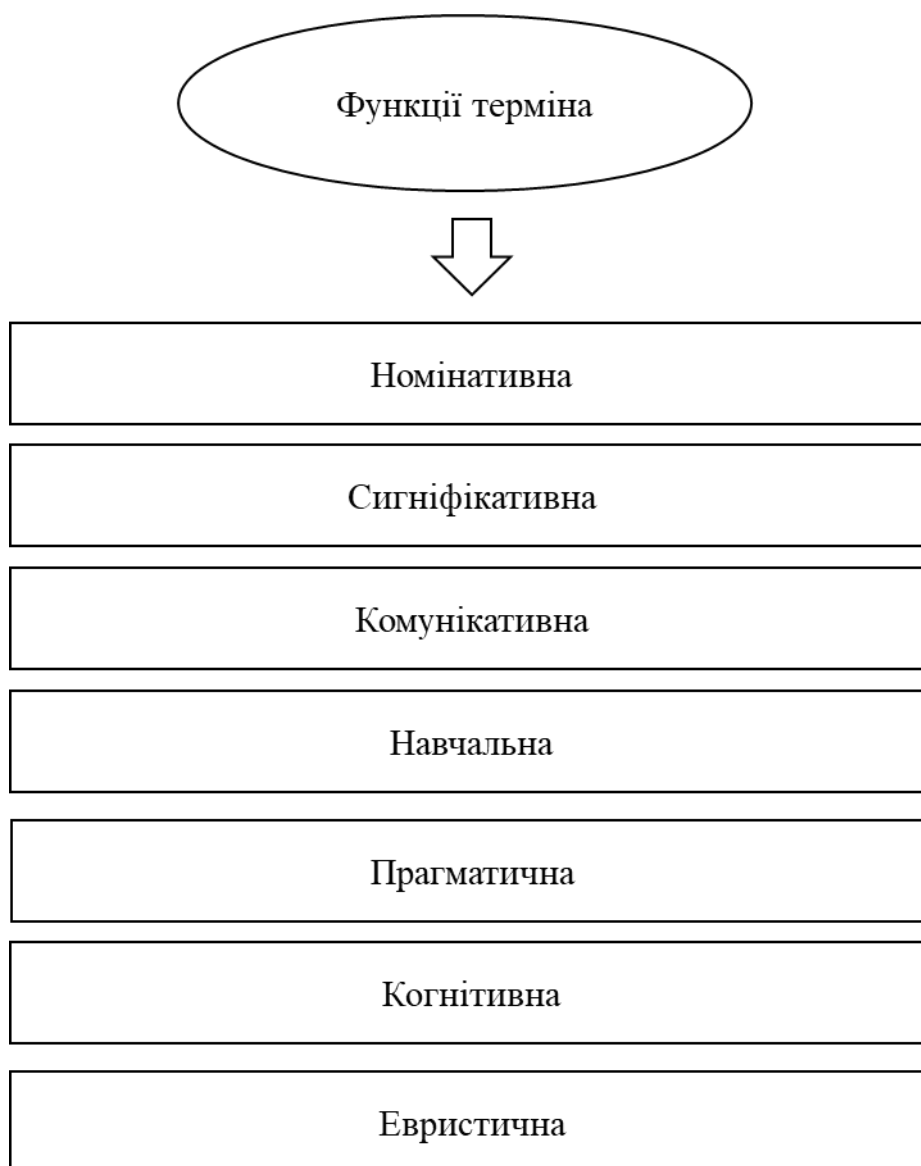 Функції терміна
Номінативна
Сигніфікативна
Комунікативна
Навчальна
Прагматична
Когнітивна
Евристична